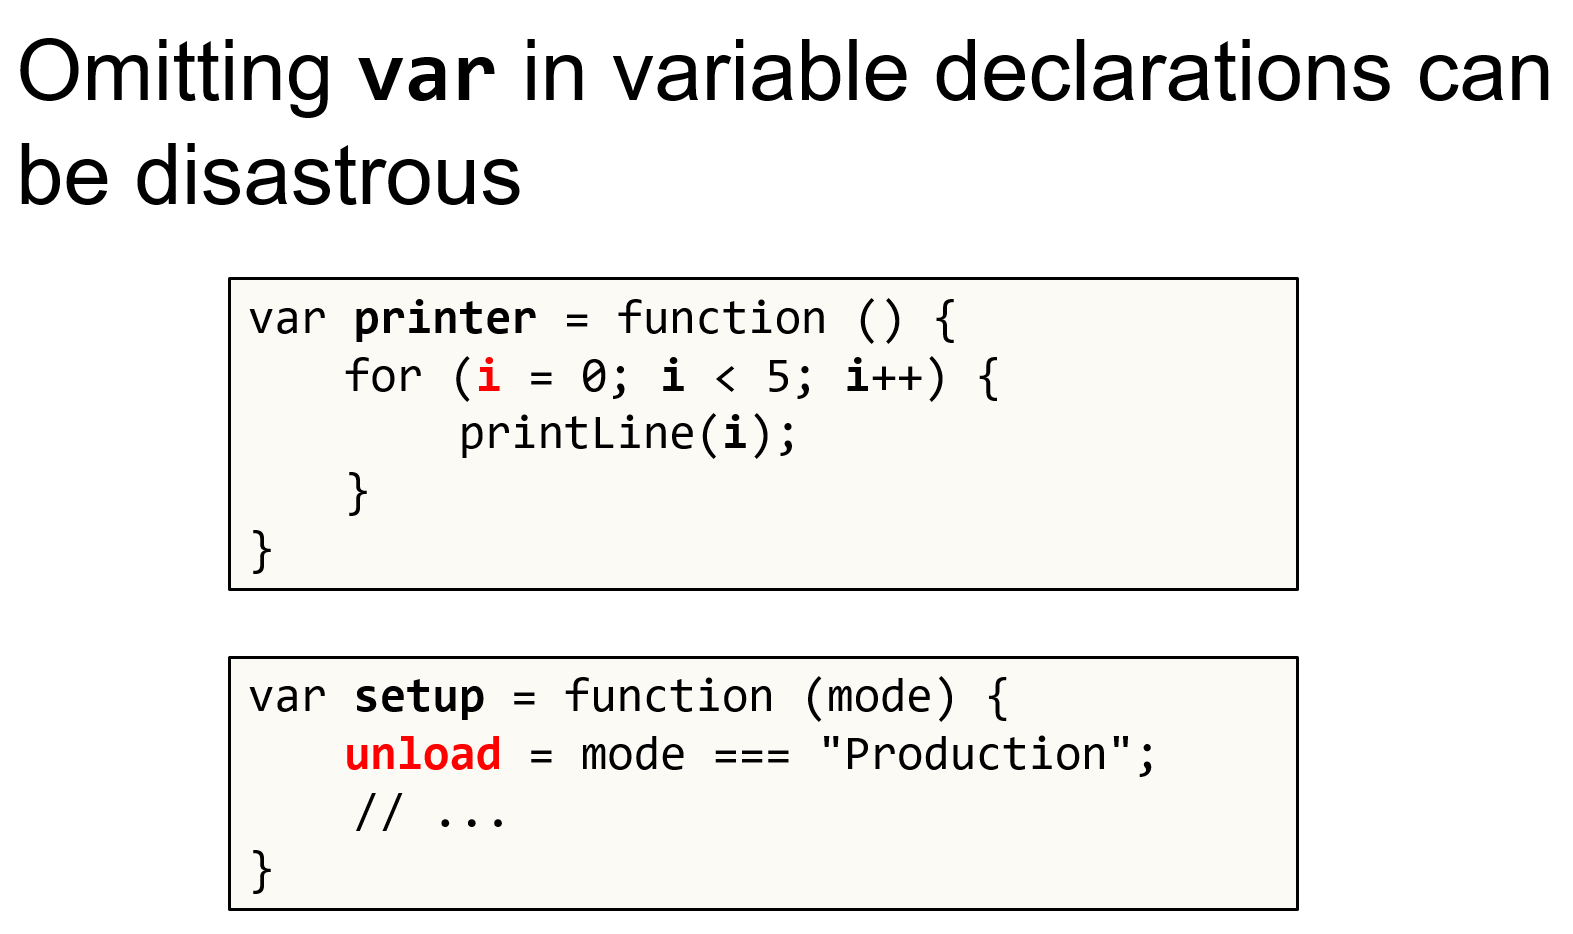 Omitting var in variable declarations can
be disastrous
var printer = function () {
    for (i = 0; i < 5; i++) {
        printLine(i);
    }
}
var setup = function (mode) {
    unload = mode === "Production";
    // ...
}